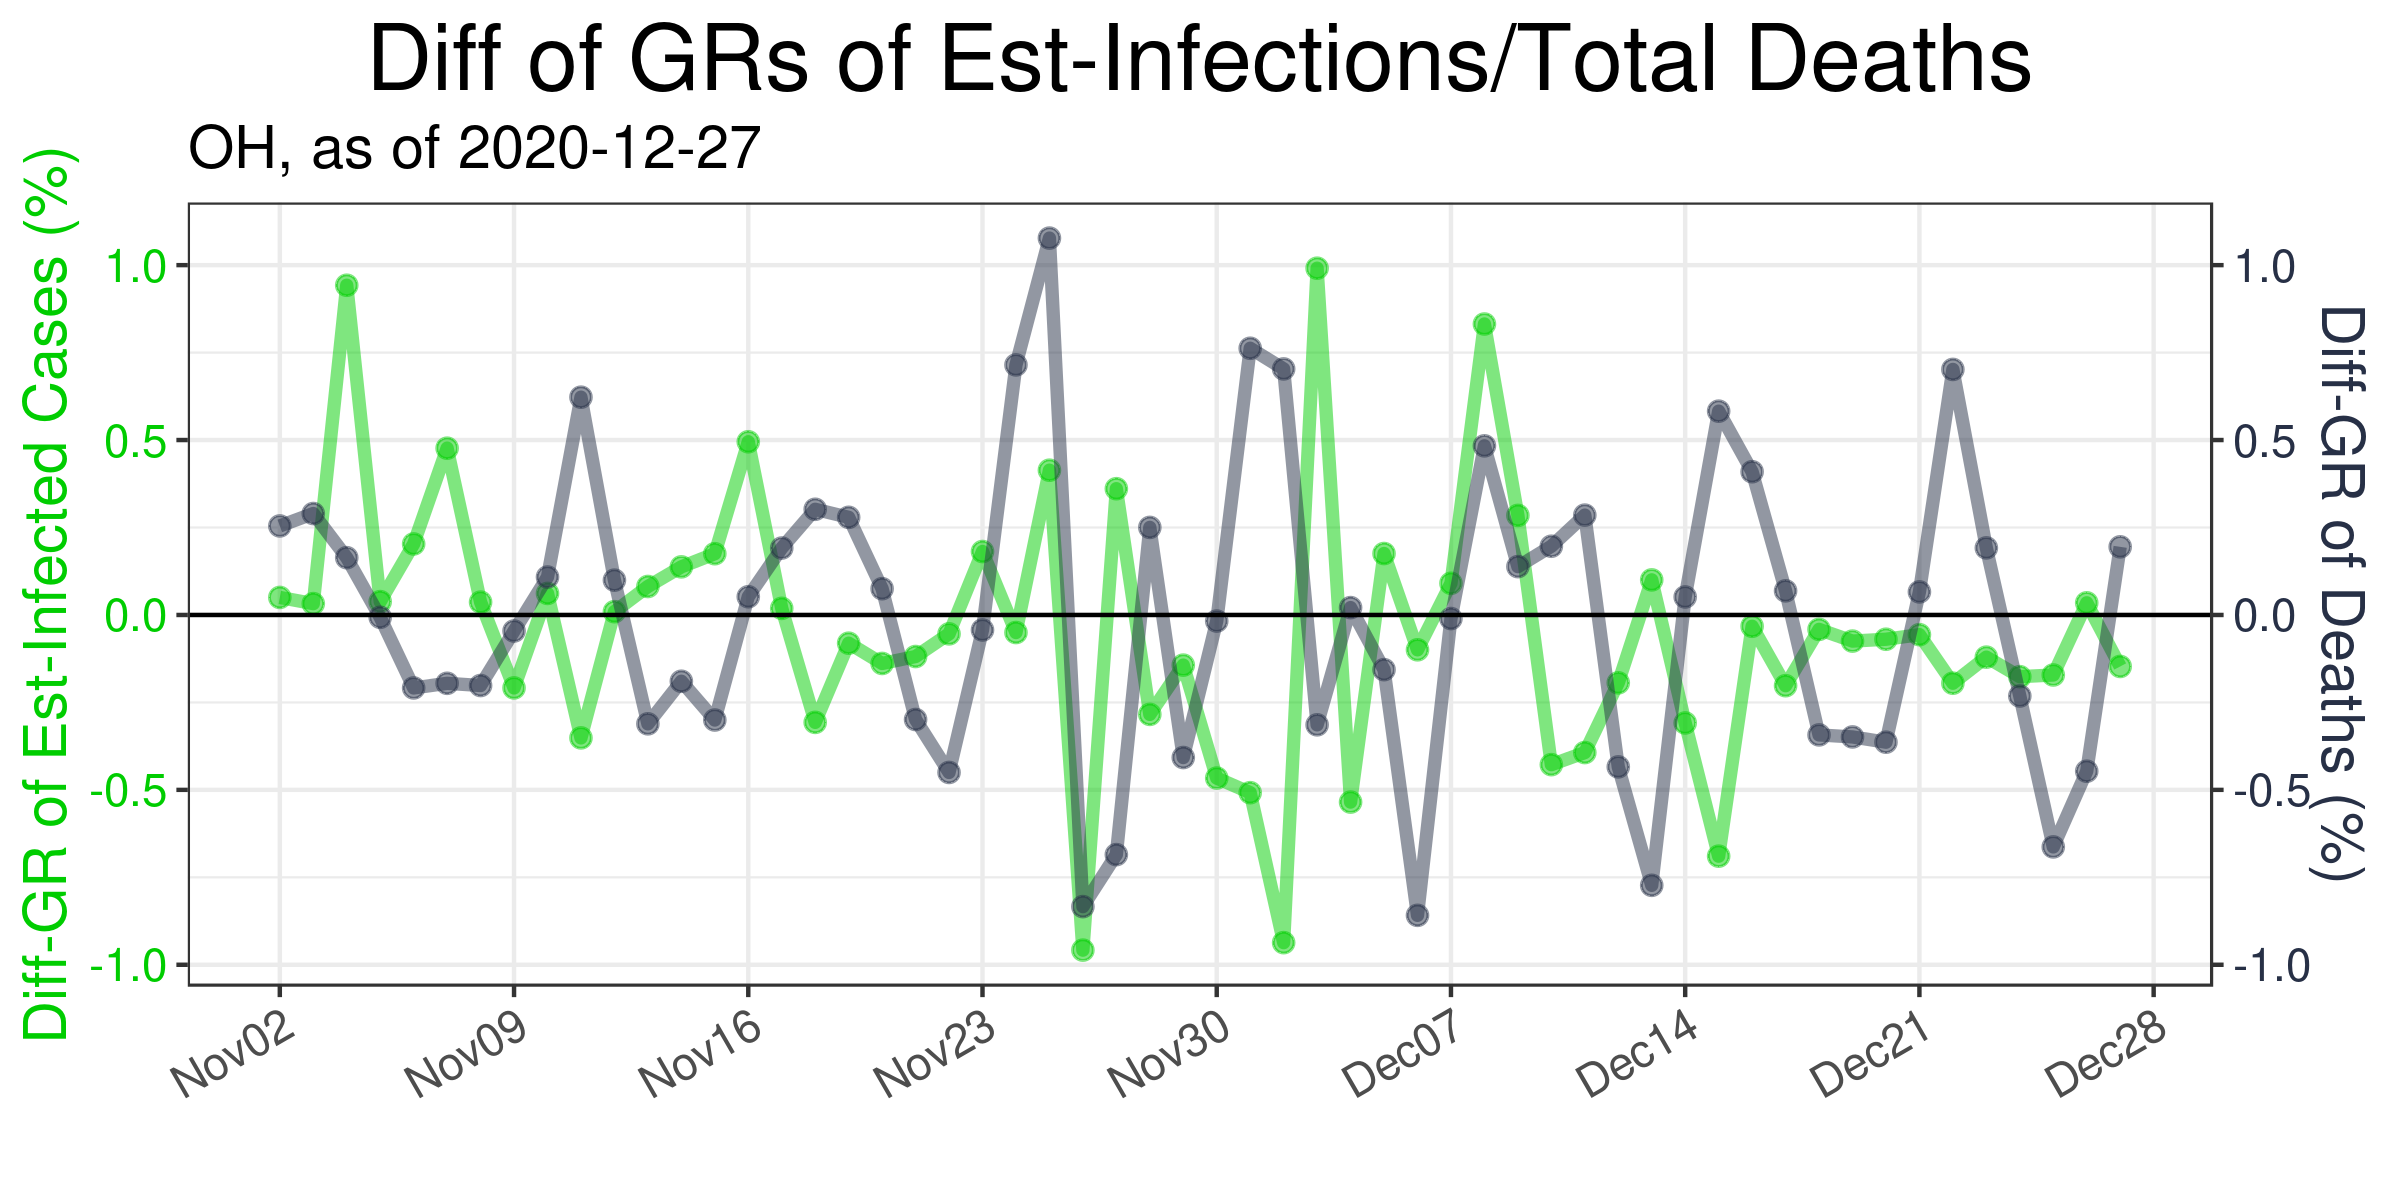 Diff of GRs of Est-Infections/Total Deaths
OH, as of 2020-12-27
Diff-GR of Est-Infected Cases (%)
1.0
0.5
0.0
-0.5
-1.0
1.0
0.5
0.0
-0.5
-1.0
Diff-GR of Deaths (%)
Nov02 Nov09 Nov16 Nov23 Nov30 Dec07 Dec14 Dec21 Dec28